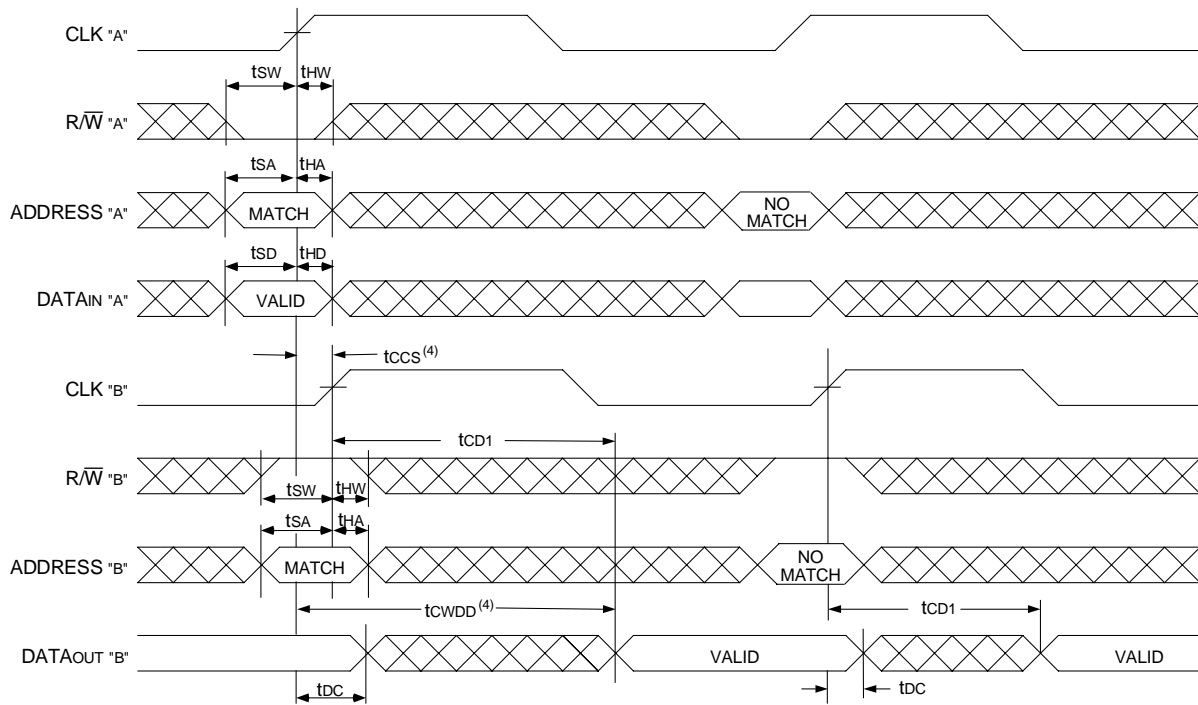 CLK "A"
tSW tHW
R/W̅ "A"
tSA tHA
ADDRESS "A" MATCH NO MATCH
tSD tHD
DATAIN "A" VALID
tCCS(4)
CLK "B"
tCD1
R/W̅ "B"
tSW tHW
tSA tHA
ADDRESS "B" MATCH NO MATCH
tCWDD(4) tCD1
DATAOUT "B" VALID VALID
tDC tDC